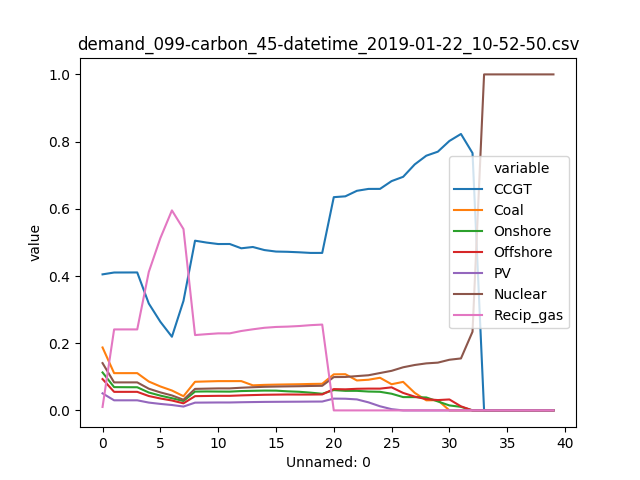 demand_099-carbon_45-datetime_2019-01-22_10-52-50.csv
1.0
0.8
0.6
0.4
0.2
0.0
value
variable
CCGT
Coal
Onshore
Offshore
PV
Nuclear
Recip_gas
0 5 10 15 20 25 30 35 40
Unnamed: 0